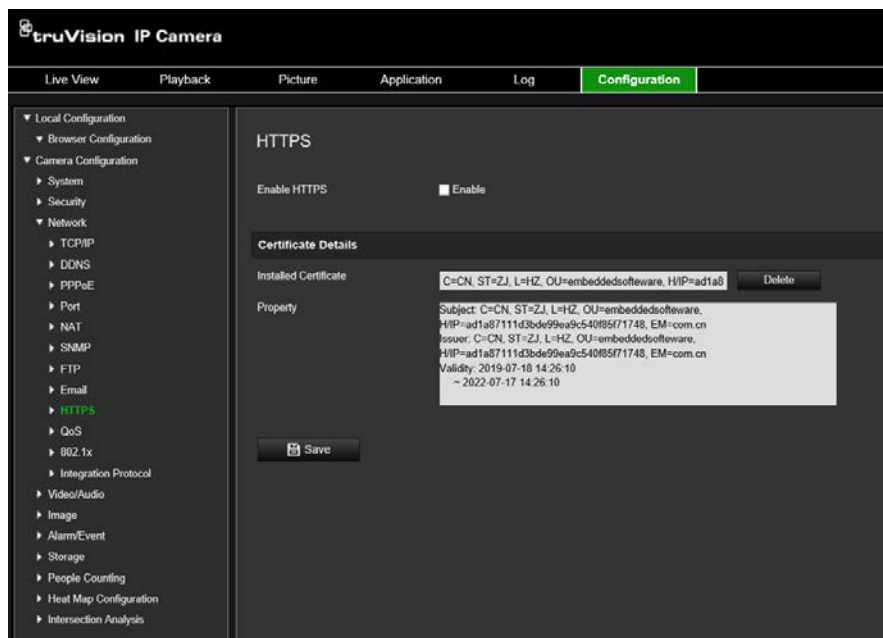 truVision IP Camera
Live View Playback Picture Application Log Configuration
Local Configuration
Browser Configuration
Camera Configuration
System
Security
Network
TCP/IP
DDNS
PPPoE
Port
NAT
SNMP
FTP
Email
HTTPS
QoS
802.1x
Integration Protocol
Video/Audio
Image
Alarm/Event
Storage
People Counting
Heat Map Configuration
Intersection Analysis
HTTPS
Enable HTTPS Enable
Certificate Details
Installed Certificate C=CN, ST=ZJ, L=HZ, OU=embeddedsofteware, H/IP=ad1a8 Delete
Property
Subject: C=CN, ST=ZJ, L=HZ, OU=embeddedsofteware,
H/IP=ad1a87111d3bde99ea9c540f85f71748, EM=com.cn
Issuer: C=CN, ST=ZJ, L=HZ, OU=embeddedsofteware,
H/IP=ad1a87111d3bde99ea9c540f85f71748, EM=com.cn
Validity: 2019-07-18 14:26:10
~ 2022-07-17 14:26:10
Save